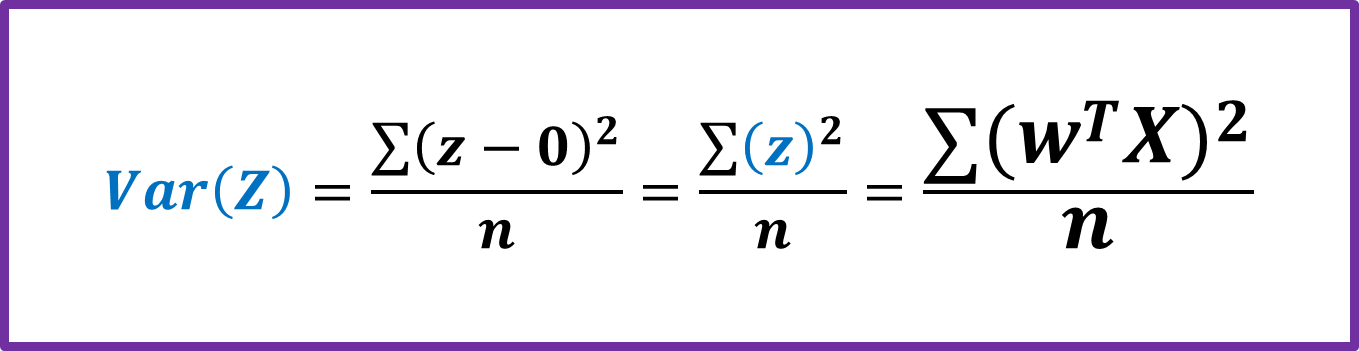 Var(Z) = ∑(z − 0)² / n = ∑(z)² / n = ∑(wᵀX)² / n